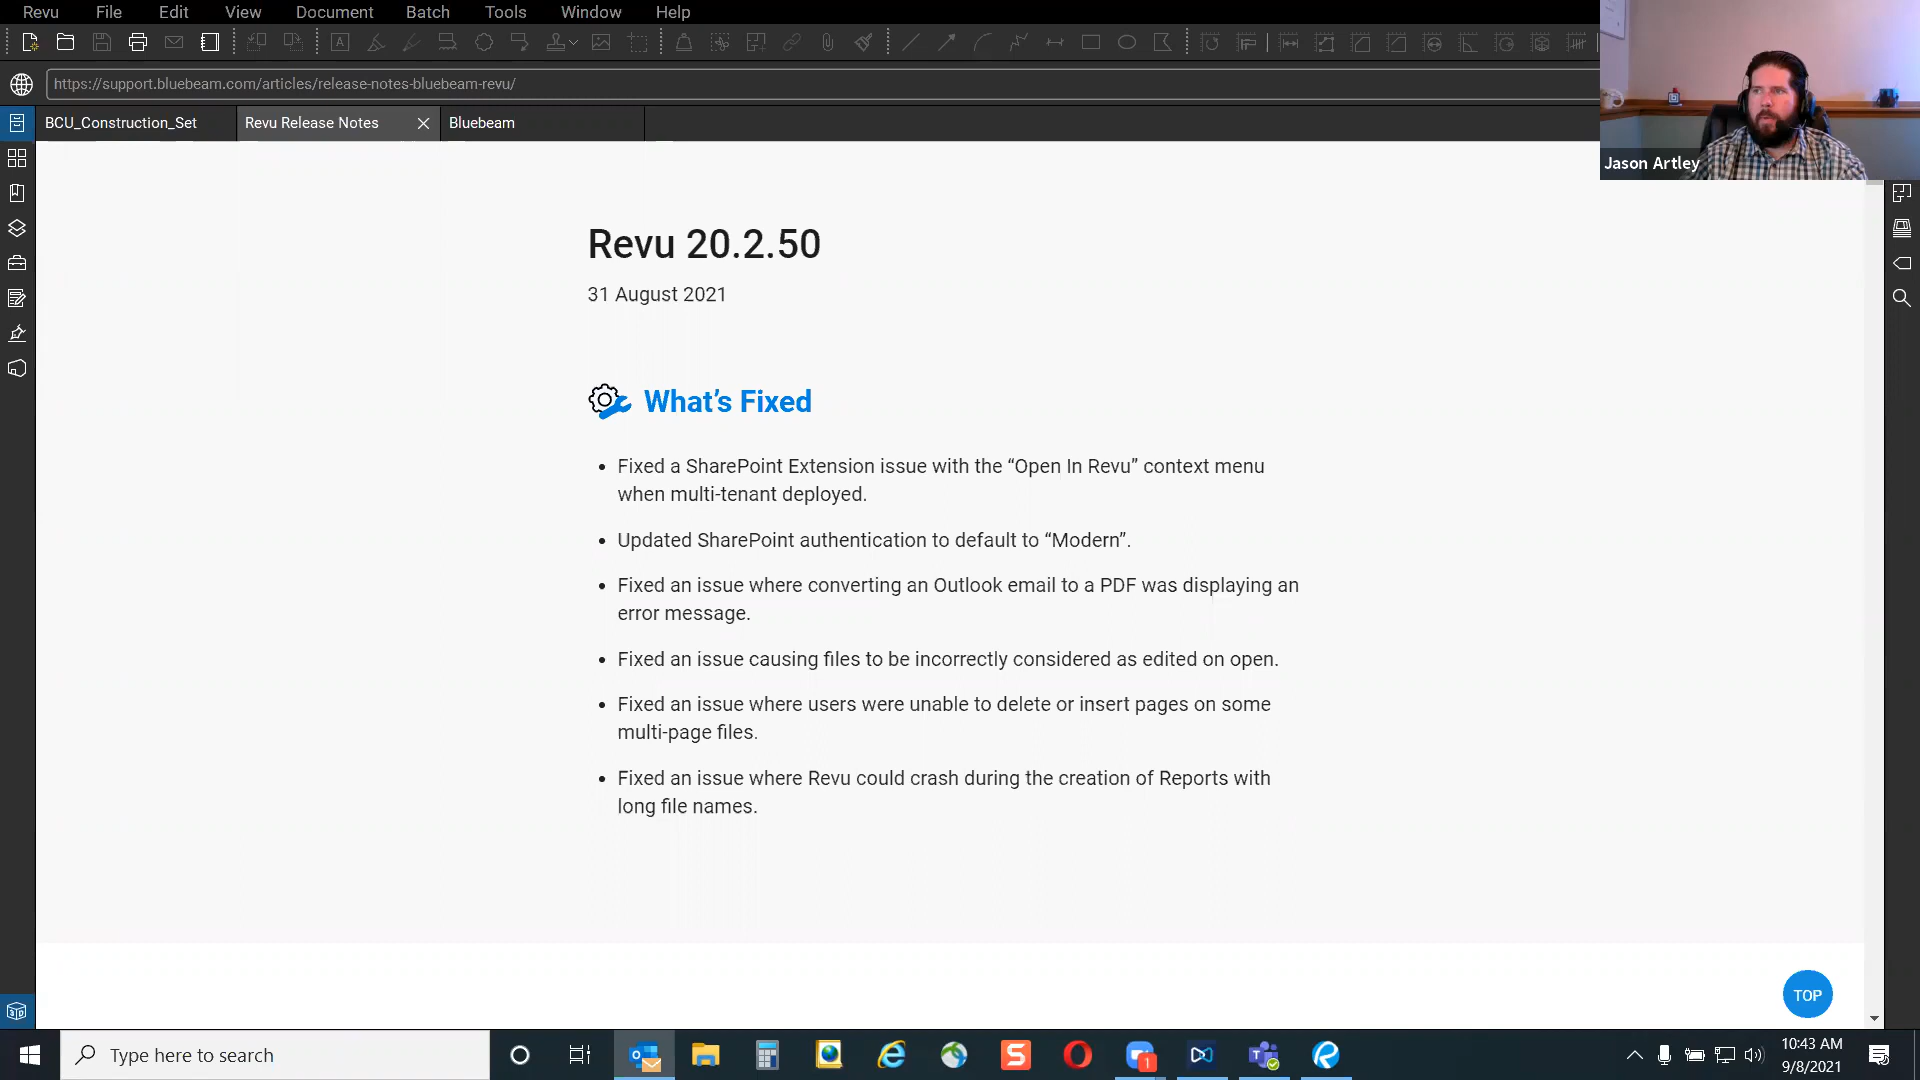 Revu File Edit View Document Batch Tools Window Help
https://support.bluebeam.com/articles/release-notes-bluebeam-revu/
BCU_Construction_Set Revu Release Notes Bluebeam
Jason Artley
Revu 20.2.50
31 August 2021
What’s Fixed
• Fixed a SharePoint Extension issue with the “Open In Revu” context menu
when multi-tenant deployed.
• Updated SharePoint authentication to default to “Modern”.
• Fixed an issue where converting an Outlook email to a PDF was displaying an
error message.
• Fixed an issue causing files to be incorrectly considered as edited on open.
• Fixed an issue where users were unable to delete or insert pages on some
multi-page files.
• Fixed an issue where Revu could crash during the creation of Reports with
long file names.
TOP
Type here to search
10:43 AM
9/8/2021